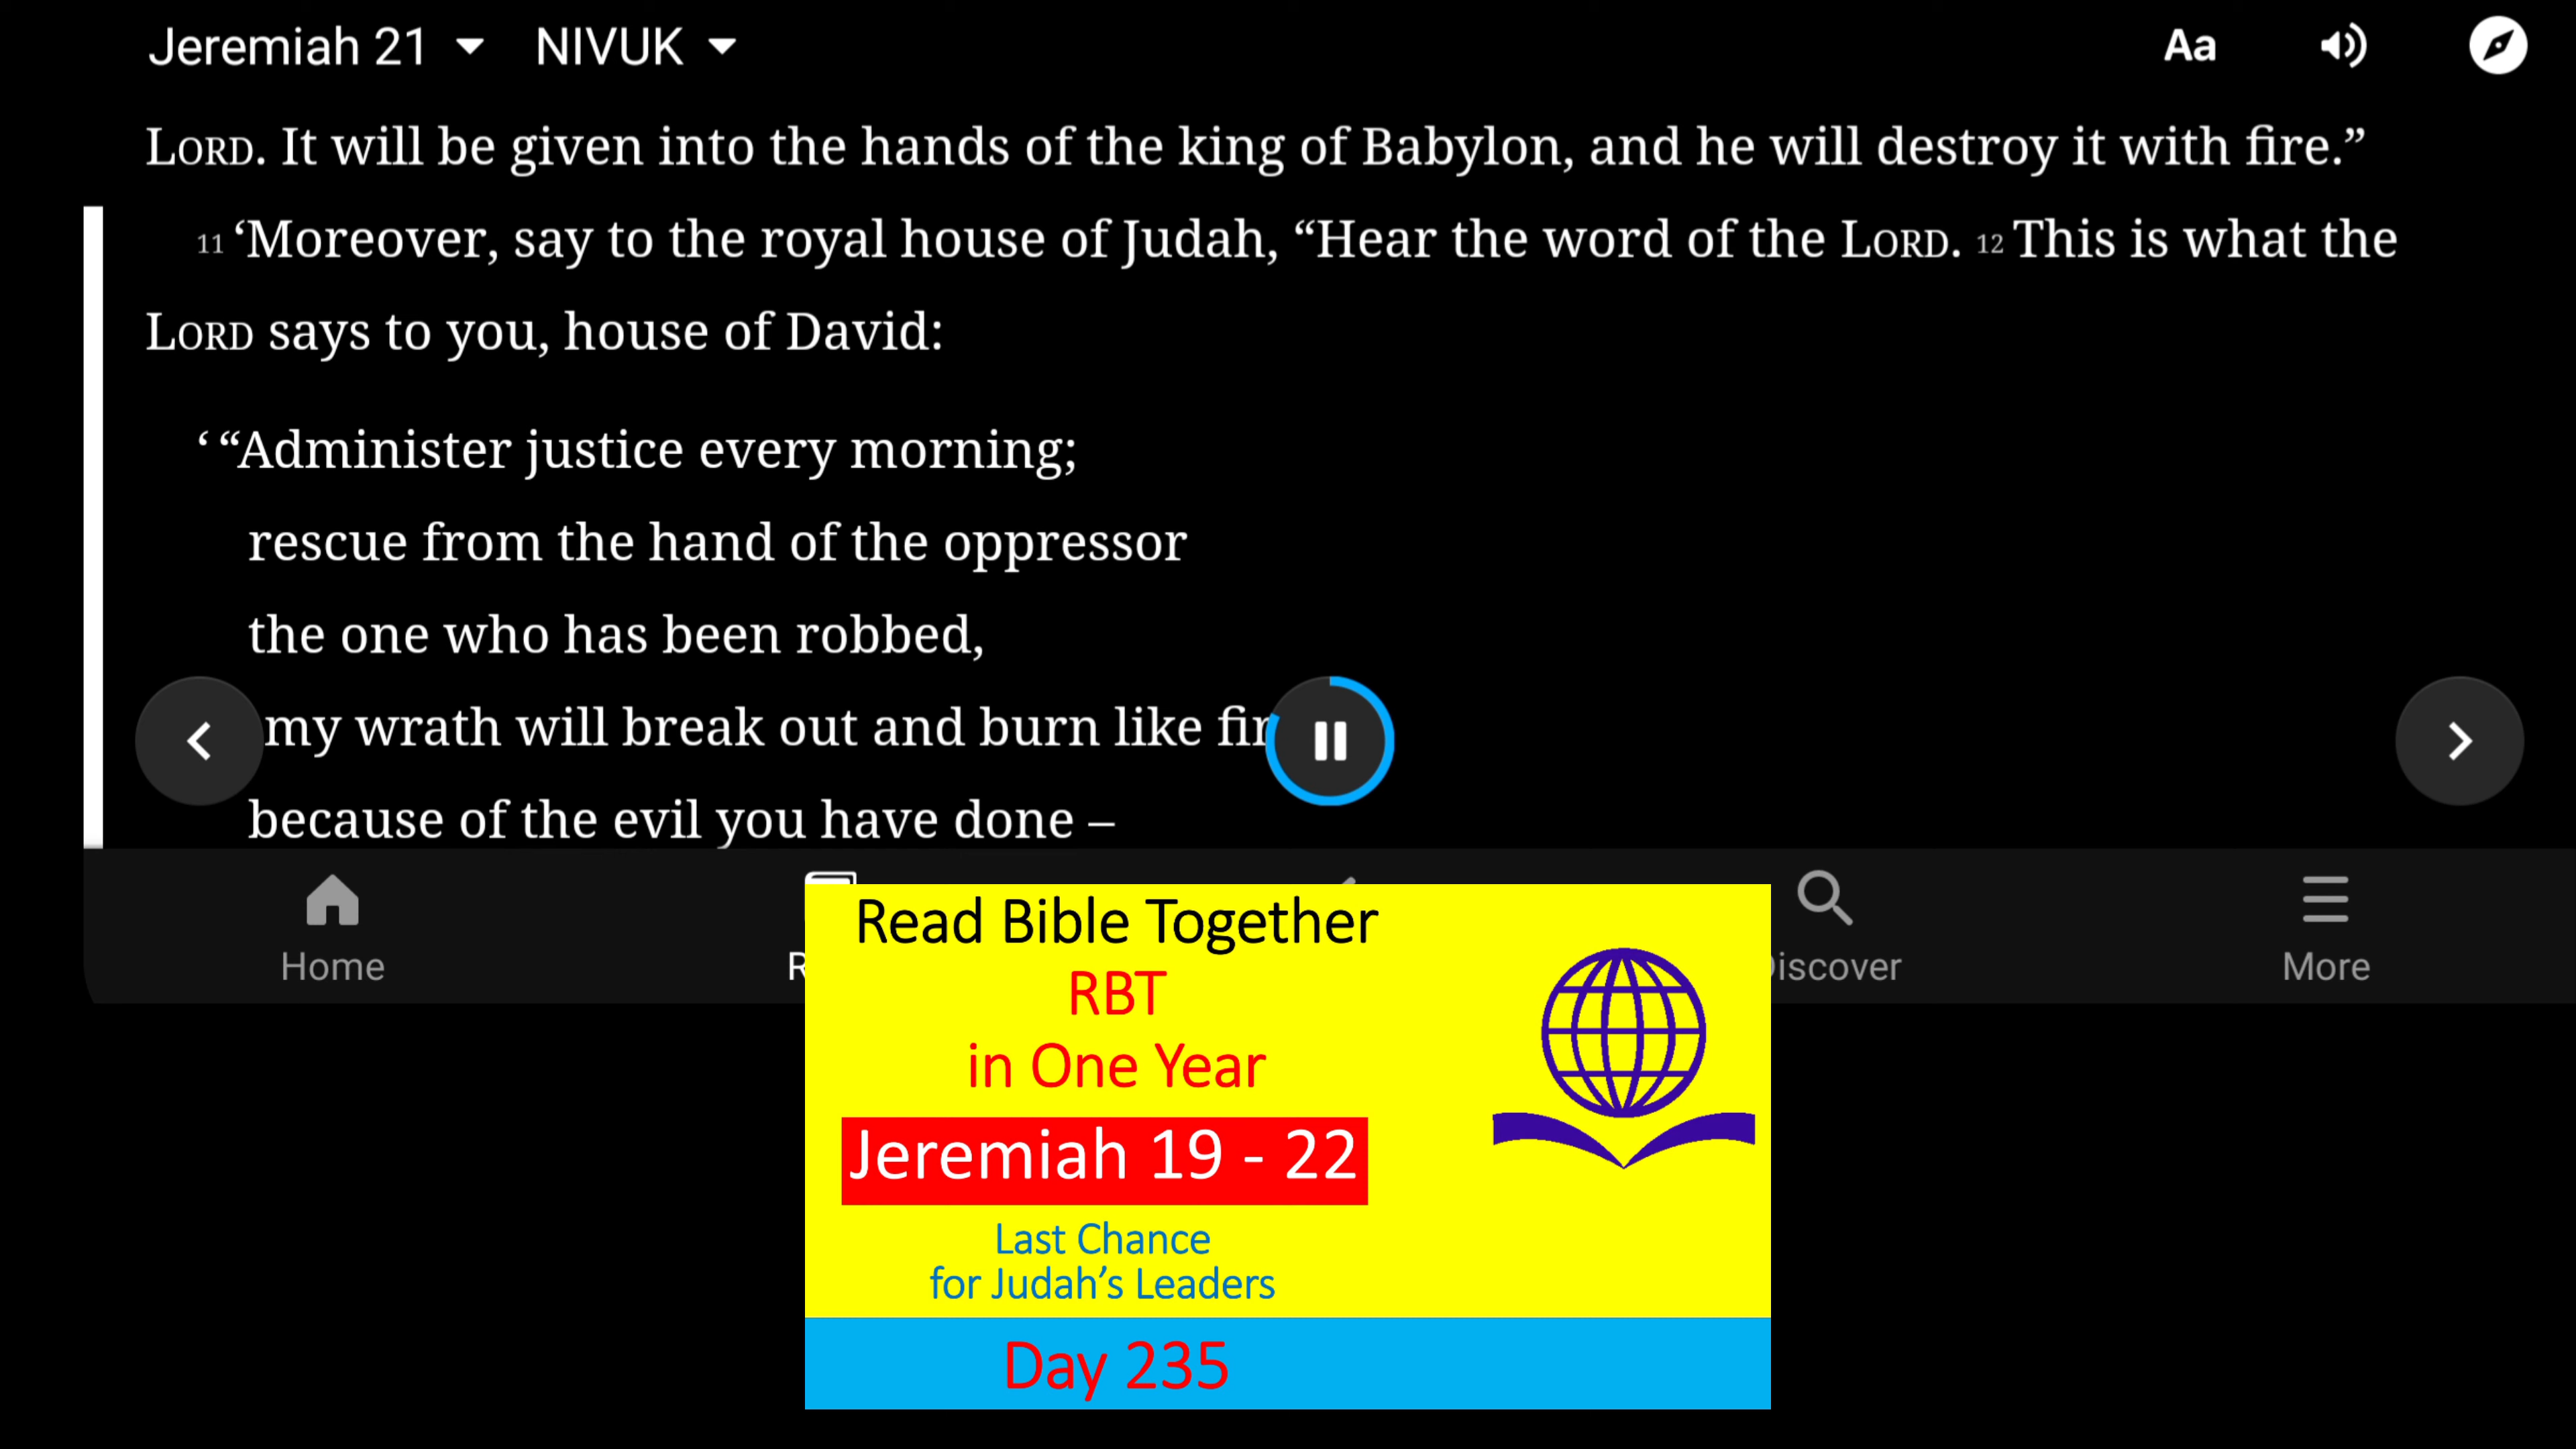 Jeremiah 21 NIVUK Aa
LORD. It will be given into the hands of the king of Babylon, and he will destroy it with fire.”
11 ‘Moreover, say to the royal house of Judah, “Hear the word of the LORD. 12 This is what the
LORD says to you, house of David:
‘ “Administer justice every morning;
rescue from the hand of the oppressor
the one who has been robbed,
my wrath will break out and burn like
because of the evil you have done –
Home
More
Read Bible Together
RBT
in One Year
Jeremiah 19 - 22
Last Chance
for Judah’s Leaders
Day 235